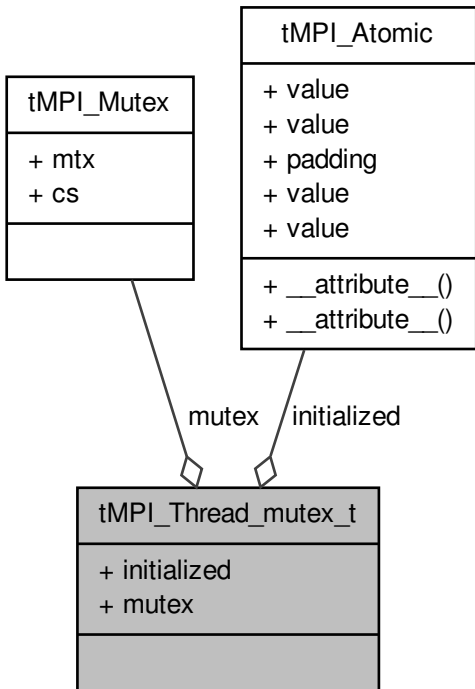 tMPI_Mutex
+ mtx
+ cs
tMPI_Atomic
+ value
+ value
+ padding
+ value
+ value
+ __attribute__()
+ __attribute__()
mutex
initialized
tMPI_Thread_mutex_t
+ initialized
+ mutex